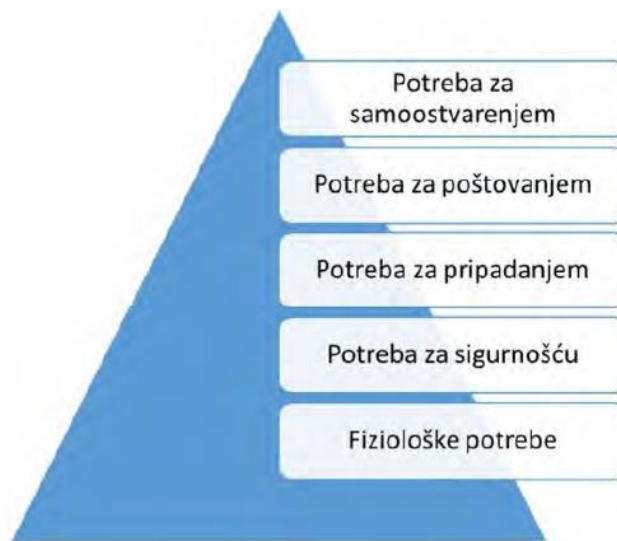 Potreba za
samoostvarenjem
Potreba za poštovanjem
Potreba za pripadanjem
Potreba za sigurnošću
Fiziološke potrebe